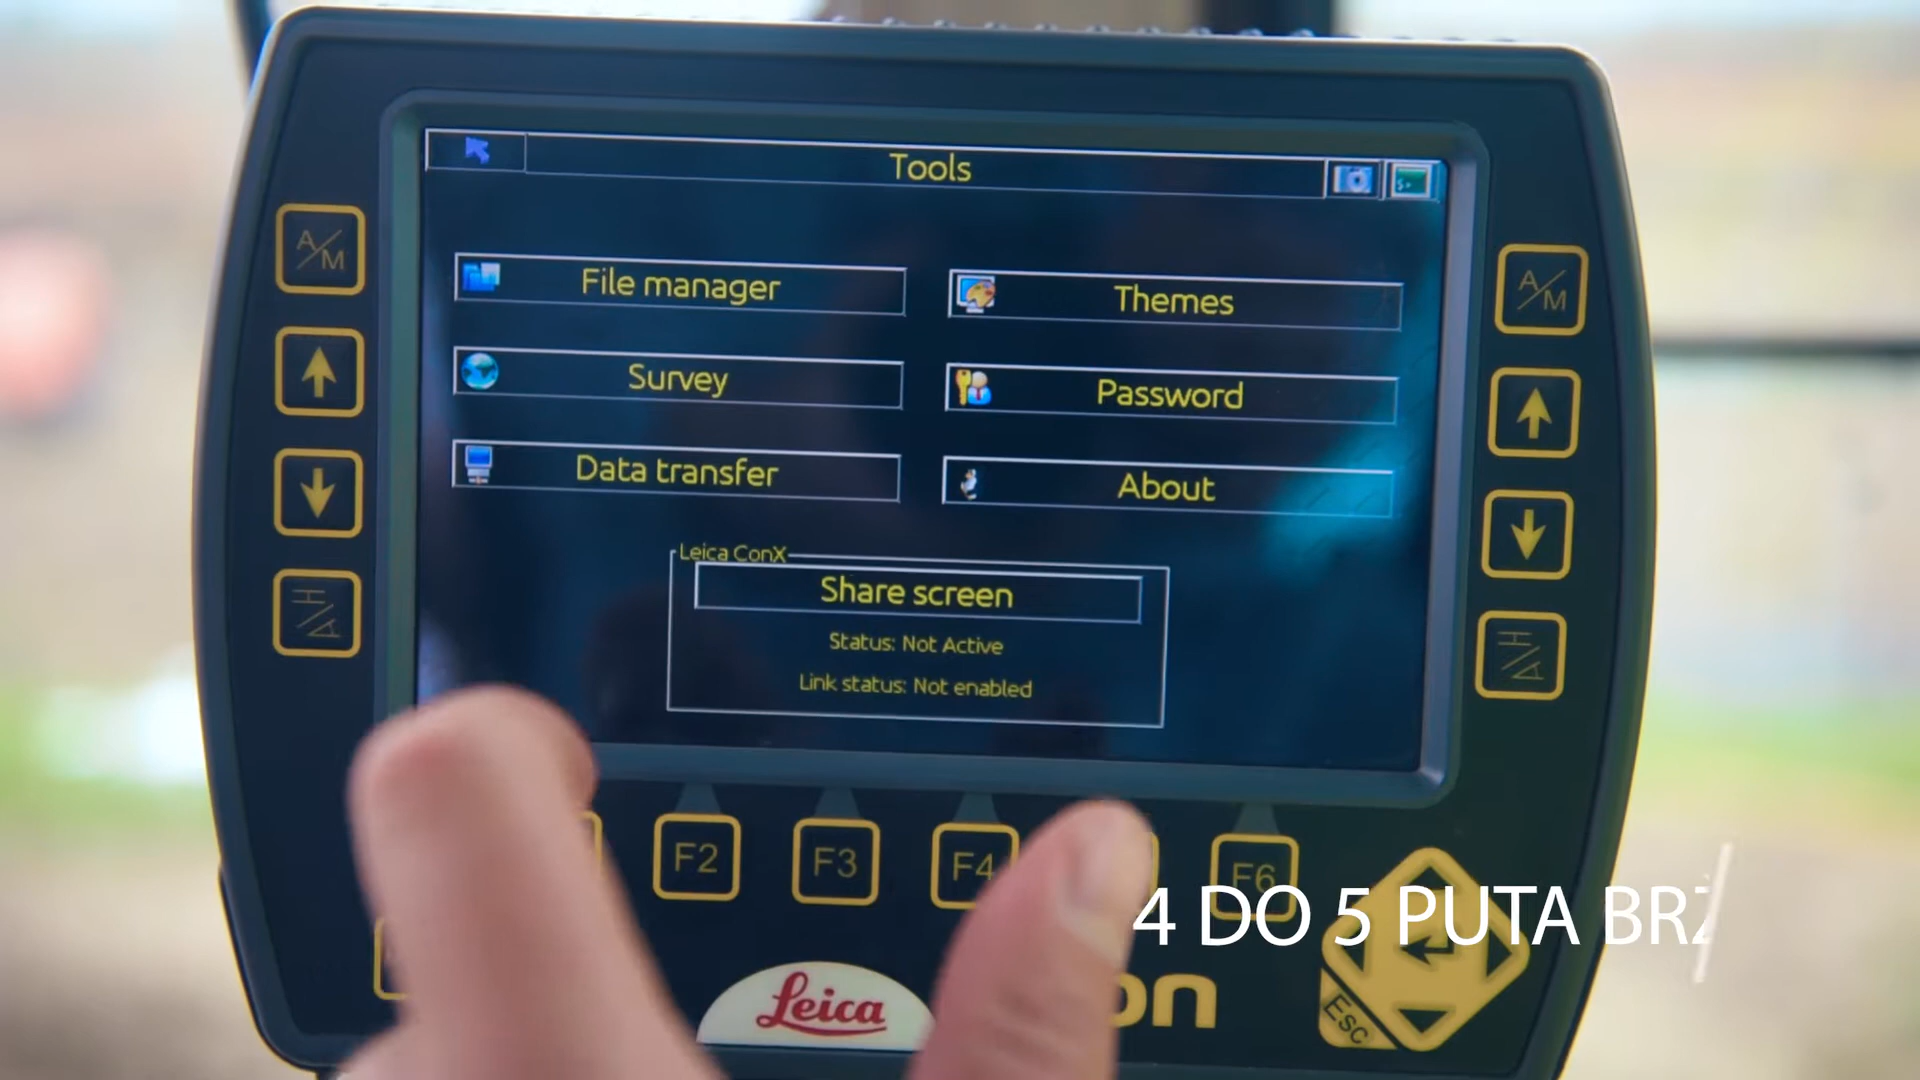 Tools
File manager
Themes
Survey
Password
Data transfer
About
Leica ConX
Share screen
Status: Not Active
Link status: Not enabled
A/M
A/M
F2
F3
F4
F6
4 DO 5 PUTA
Leica
Esc